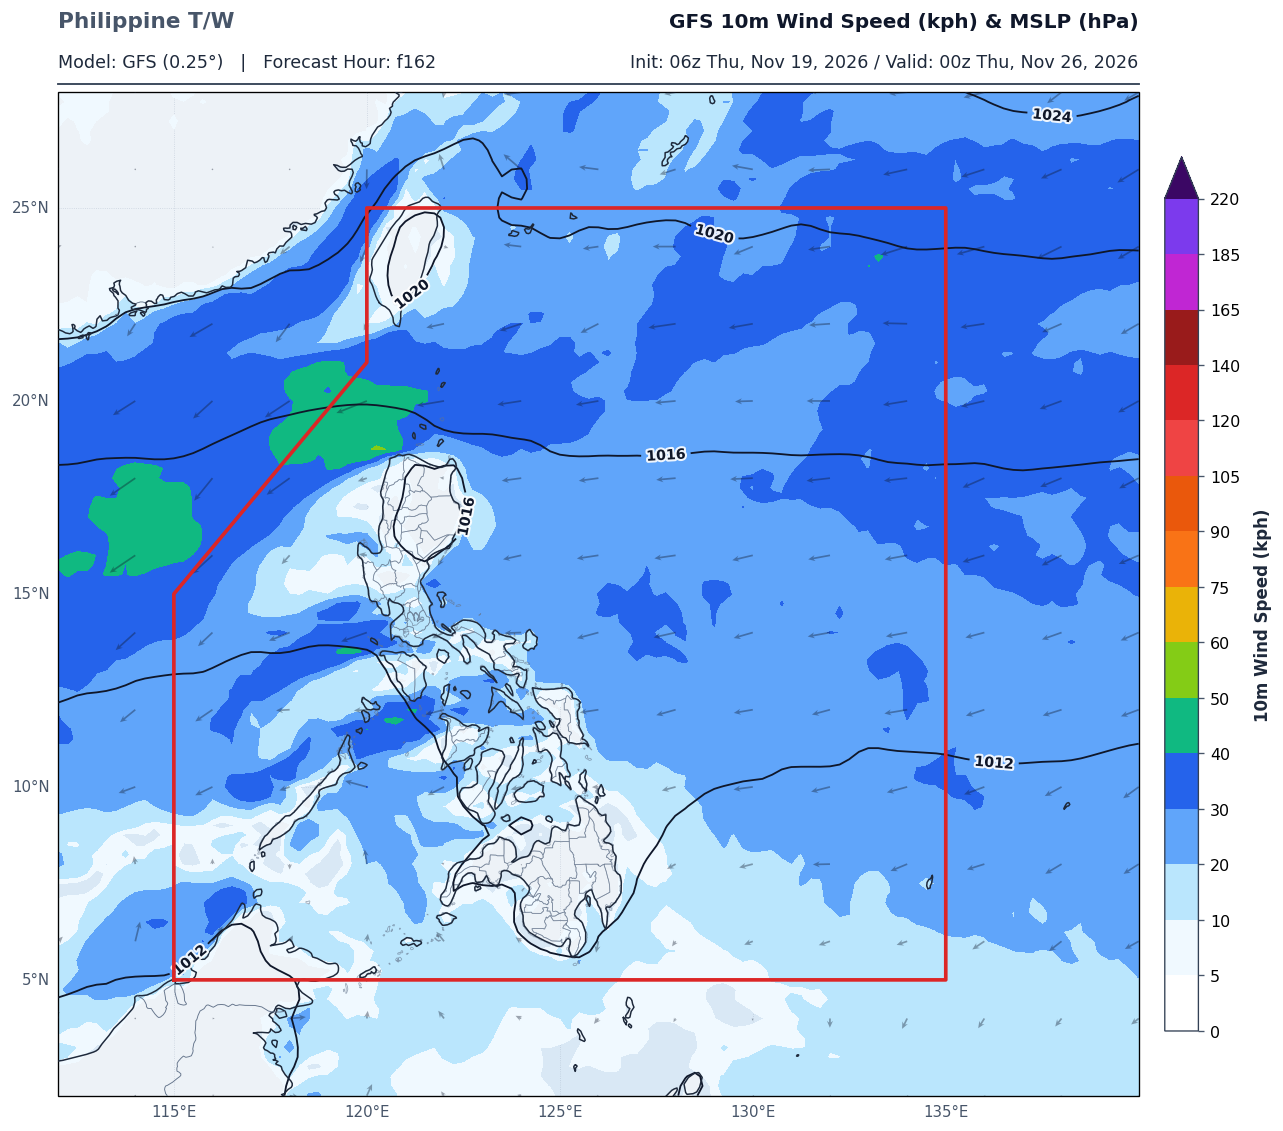 Philippine T/W
GFS 10m Wind Speed (kph) & MSLP (hPa)
Model: GFS (0.25°) | Forecast Hour: f162
Init: 06z Thu, Nov 19, 2026 / Valid: 00z Thu, Nov 26, 2026
1024
1020
1020
1016
1016
1012
1012
25°N
20°N
15°N
10°N
5°N
115°E
120°E
125°E
130°E
135°E
220
185
165
140
120
105
90
75
60
50
40
30
20
10
5
0
10m Wind Speed (kph)